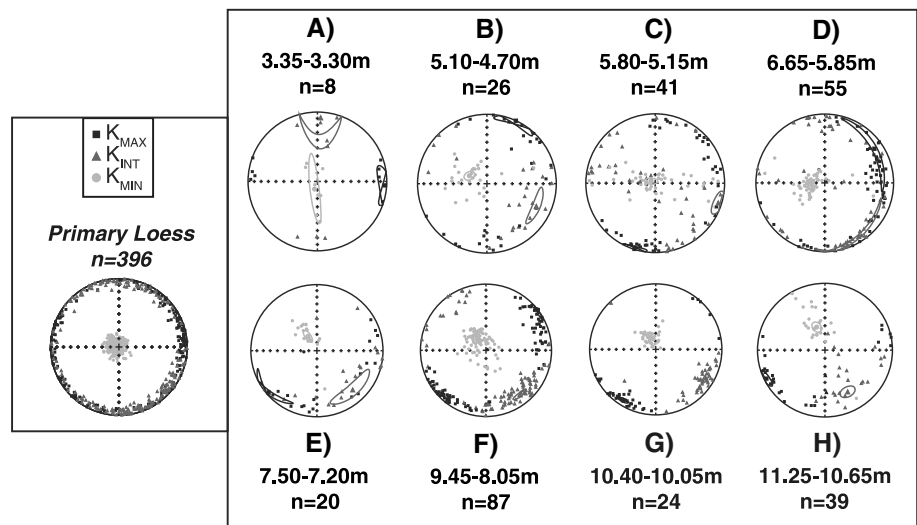 A)
3.35-3.30m
n=8
B)
5.10-4.70m
n=26
C)
5.80-5.15m
n=41
D)
6.65-5.85m
n=55
K MAX
K INT
K MIN
Primary Loess
n=396
E)
7.50-7.20m
n=20
F)
9.45-8.05m
n=87
G)
10.40-10.05m
n=24
H)
11.25-10.65m
n=39